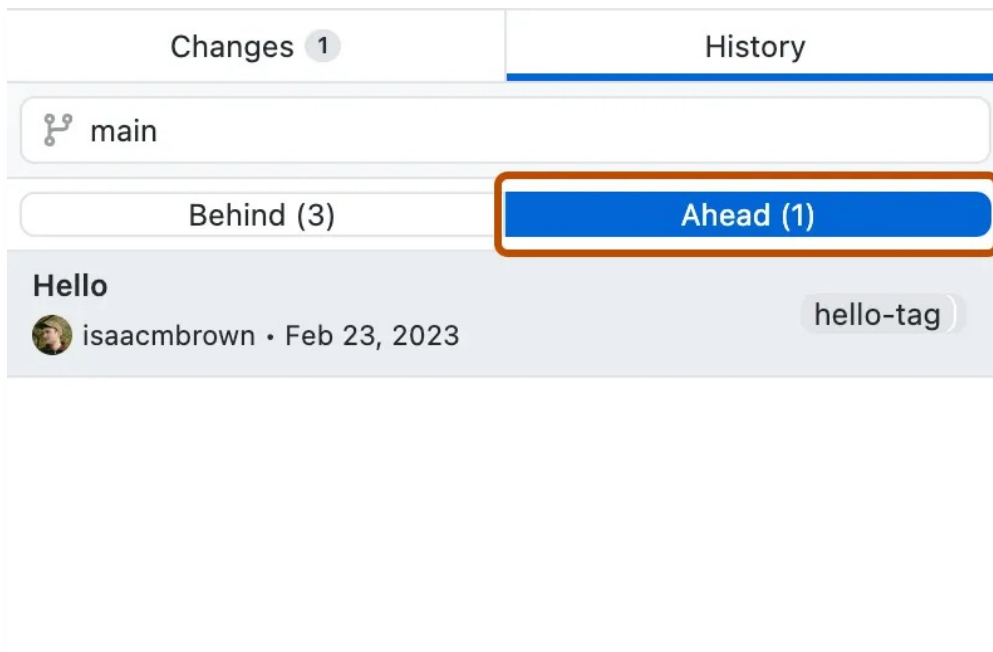 Changes 1
History
main
Behind (3)
Ahead (1)
Hello
isaacmbrown • Feb 23, 2023
hello-tag